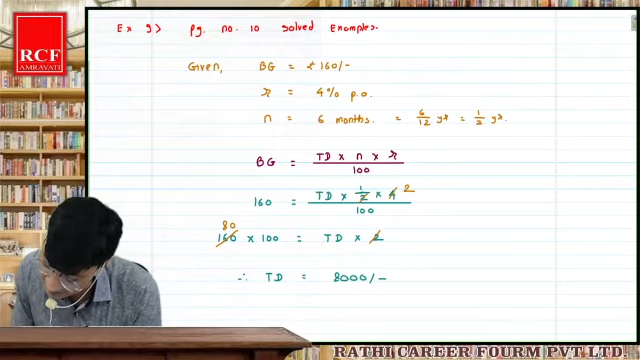 RCF
AMRAVATI
Ex 9> Pg. no. 10 solved Examples.
Given, BG = ₹160/-
r = 4% p.a.
n = 6 months. = 6/12 yr = 1/2 yr.
BG = TD × n × r / 100
160 = TD × 1/2 × 4 2 / 100
80
160 × 100 = TD × 2
∴ TD = 8000/-
RATHI CAREER FOURM PVT LTD